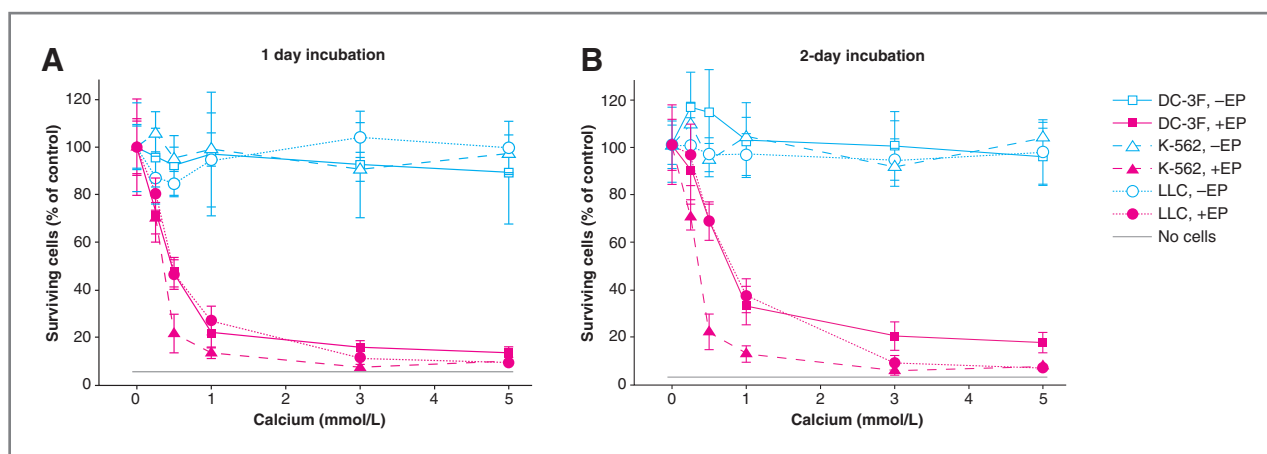 A
1 day incubation
Surviving cells (% of control)
120
100
80
60
40
20
0
0
1
2
3
4
5
Calcium (mmol/L)
B
2-day incubation
Surviving cells (% of control)
120
100
80
60
40
20
0
0
1
2
3
4
5
Calcium (mmol/L)
DC-3F, –EP
DC-3F, +EP
K-562, –EP
K-562, +EP
LLC, –EP
LLC, +EP
No cells